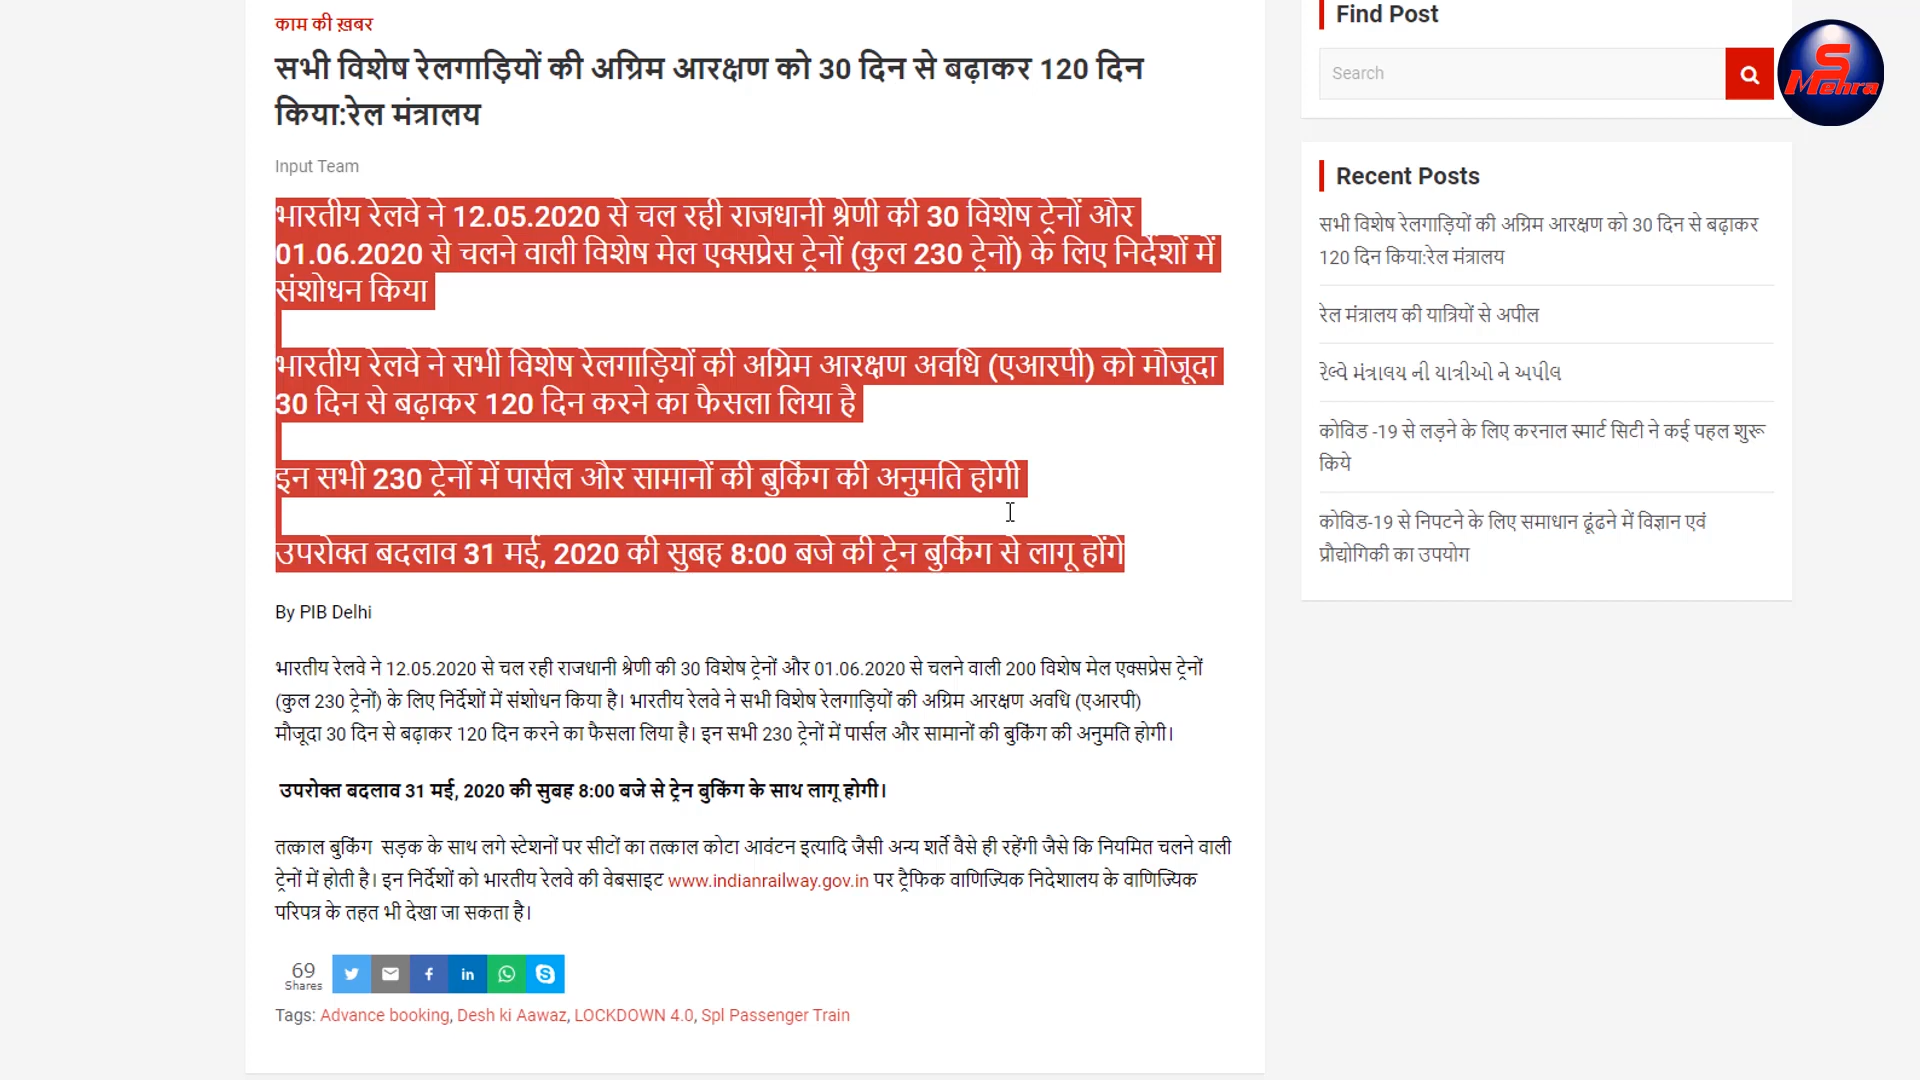 काम की ख़बर
सभी विशेष रेलगाड़ियों की अग्रिम आरक्षण को 30 दिन से बढ़ाकर 120 दिन
किया:रेल मंत्रालय
Input Team
भारतीय रेलवे ने 12.05.2020 से चल रही राजधानी श्रेणी की 30 विशेष ट्रेनों और
01.06.2020 से चलने वाली विशेष मेल एक्सप्रेस ट्रेनों (कुल 230 ट्रेनों) के लिए निर्देशों में
संशोधन किया
भारतीय रेलवे ने सभी विशेष रेलगाड़ियों की अग्रिम आरक्षण अवधि (एआरपी) को मौजूदा
30 दिन से बढ़ाकर 120 दिन करने का फैसला लिया है
इन सभी 230 ट्रेनों में पार्सल और सामानों की बुकिंग की अनुमति होगी
उपरोक्त बदलाव 31 मई, 2020 की सुबह 8:00 बजे की ट्रेन बुकिंग से लागू होंगे
By PIB Delhi
भारतीय रेलवे ने 12.05.2020 से चल रही राजधानी श्रेणी की 30 विशेष ट्रेनों और 01.06.2020 से चलने वाली 200 विशेष मेल एक्सप्रेस ट्रेनों
(कुल 230 ट्रेनों) के लिए निर्देशों में संशोधन किया है। भारतीय रेलवे ने सभी विशेष रेलगाड़ियों की अग्रिम आरक्षण अवधि (एआरपी)
मौजूदा 30 दिन से बढ़ाकर 120 दिन करने का फैसला लिया है। इन सभी 230 ट्रेनों में पार्सल और सामानों की बुकिंग की अनुमति होगी।
उपरोक्त बदलाव 31 मई, 2020 की सुबह 8:00 बजे से ट्रेन बुकिंग के साथ लागू होगी।
तत्काल बुकिंग सड़क के साथ लगे स्टेशनों पर सीटों का तत्काल कोटा आवंटन इत्यादि जैसी अन्य शर्ते वैसे ही रहेंगी जैसे कि नियमित चलने वाली
ट्रेनों में होती है। इन निर्देशों को भारतीय रेलवे की वेबसाइट www.indianrailway.gov.in पर ट्रैफिक वाणिज्यिक निदेशालय के वाणिज्यिक
परिपत्र के तहत भी देखा जा सकता है।
69
Shares
Tags: Advance booking, Desh ki Aawaz, LOCKDOWN 4.0, Spl Passenger Train
Find Post
Search
S
Mehra
Recent Posts
सभी विशेष रेलगाड़ियों की अग्रिम आरक्षण को 30 दिन से बढ़ाकर
120 दिन किया:रेल मंत्रालय
रेल मंत्रालय की यात्रियों से अपील
રેલ્વે મંત્રાલય ની યાત્રીઓ ને અપીલ
कोविड -19 से लड़ने के लिए करनाल स्मार्ट सिटी ने कई पहल शुरू
किये
कोविड-19 से निपटने के लिए समाधान ढूंढने में विज्ञान एवं
प्रौद्योगिकी का उपयोग